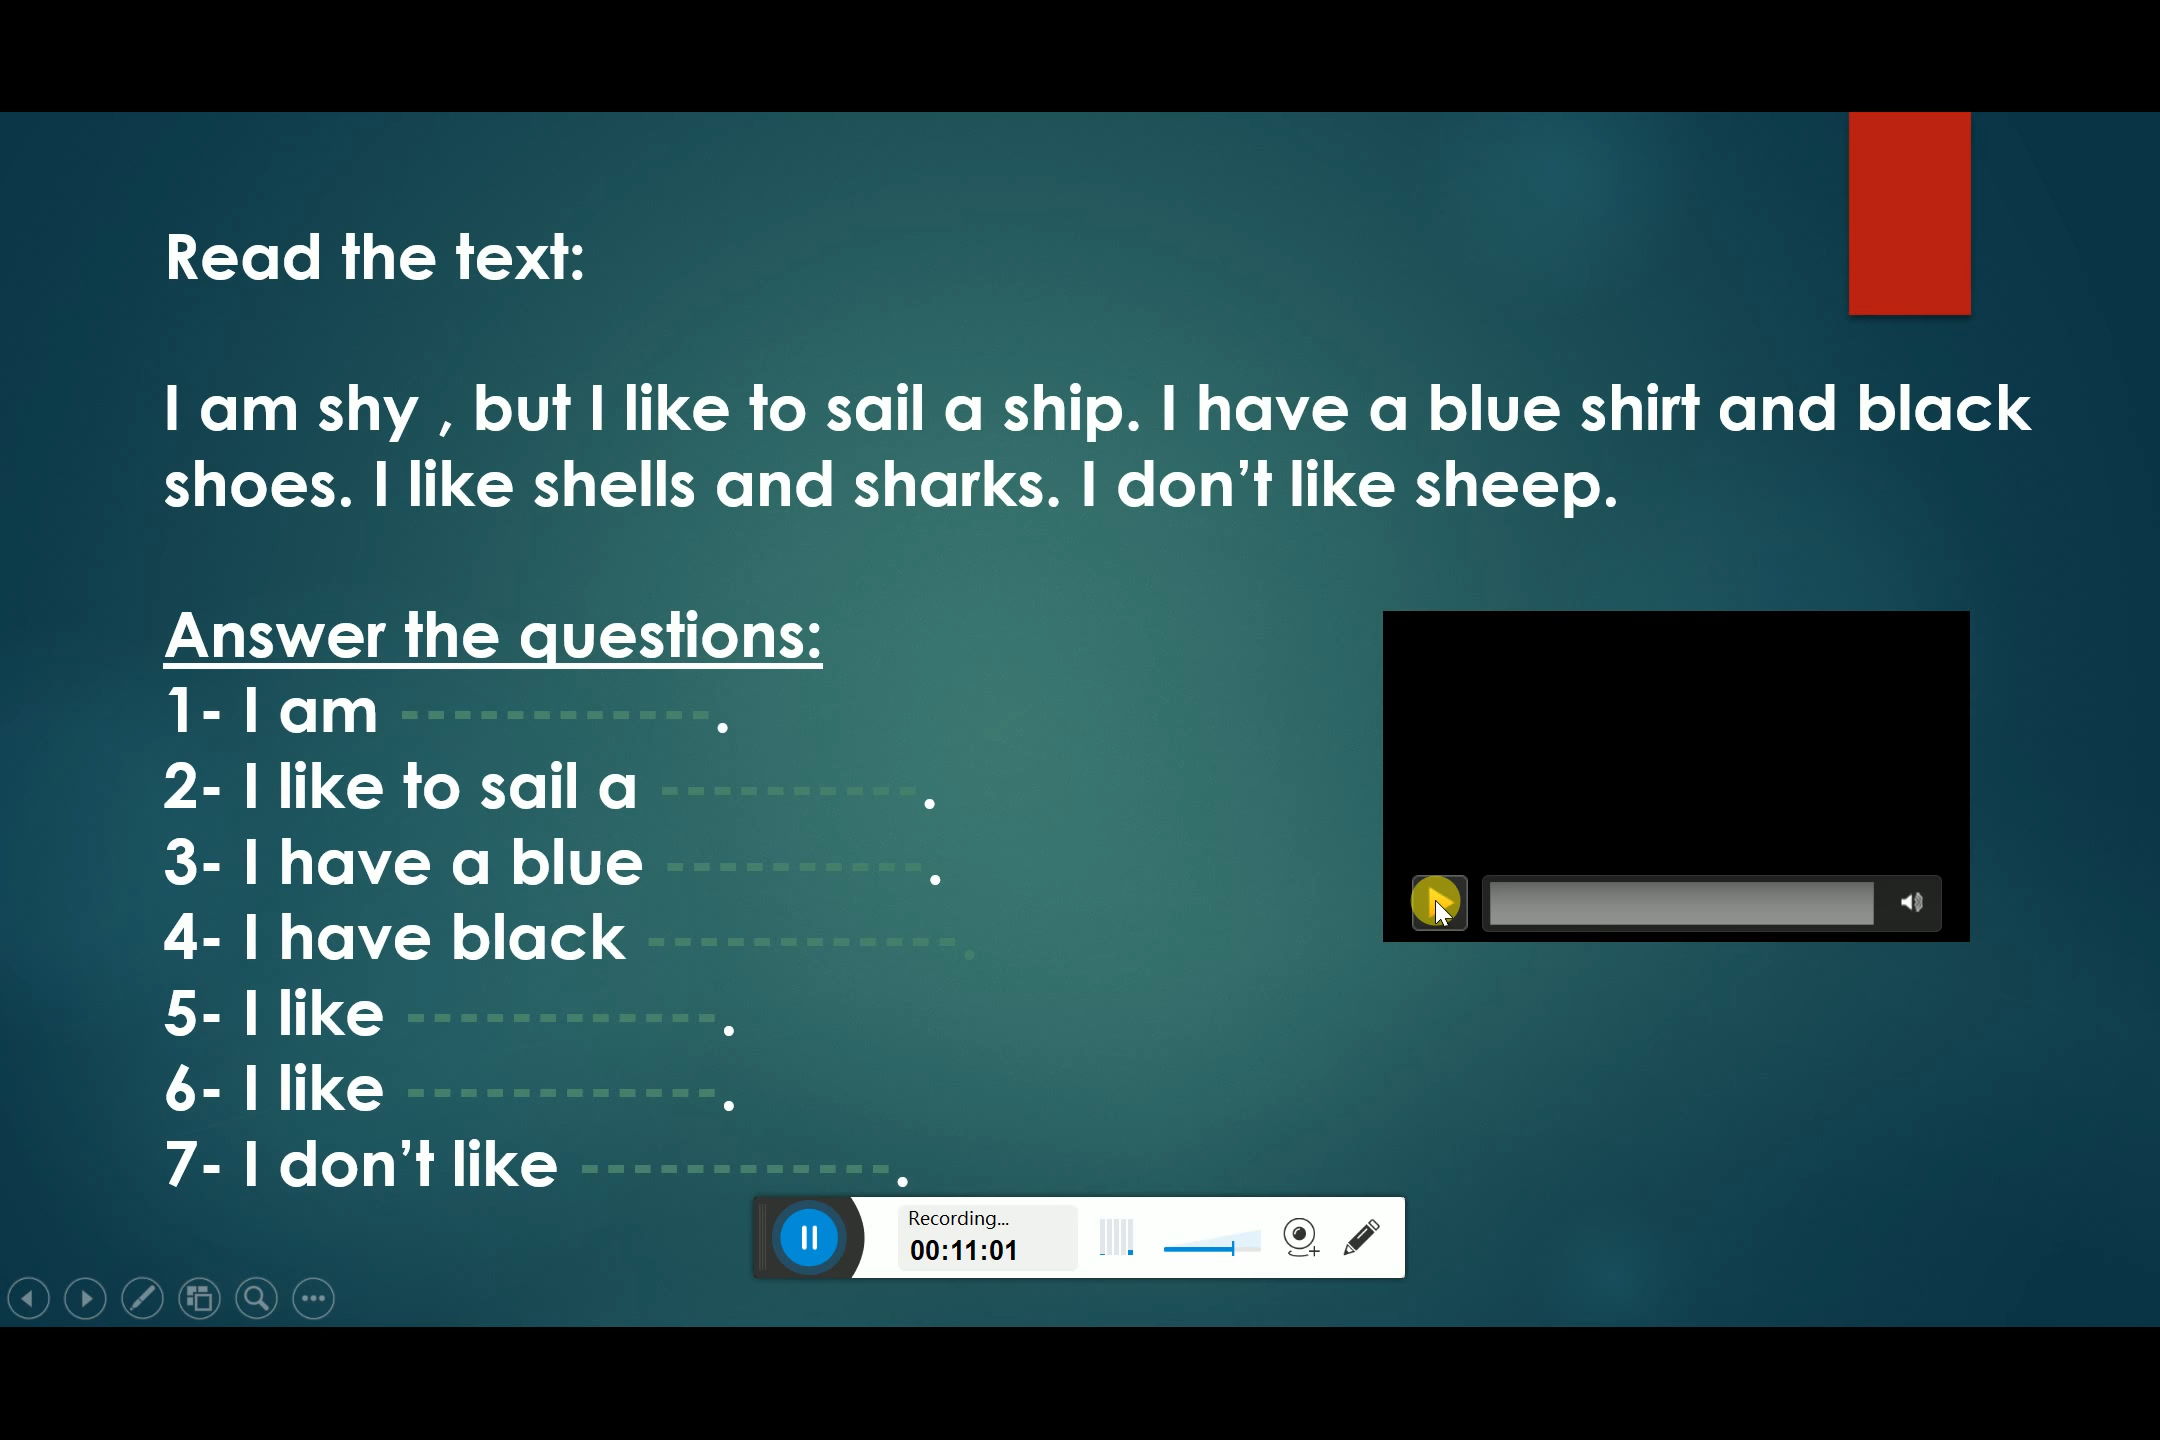 Read the text:
I am shy , but I like to sail a ship. I have a blue shirt and black
shoes. I like shells and sharks. I don’t like sheep.
Answer the questions:
1- I am ------------.
2- I like to sail a ----------.
3- I have a blue ----------.
4- I have black ------------.
5- I like ------------.
6- I like ------------.
7- I don’t like ------------.
Recording...
00:11:01